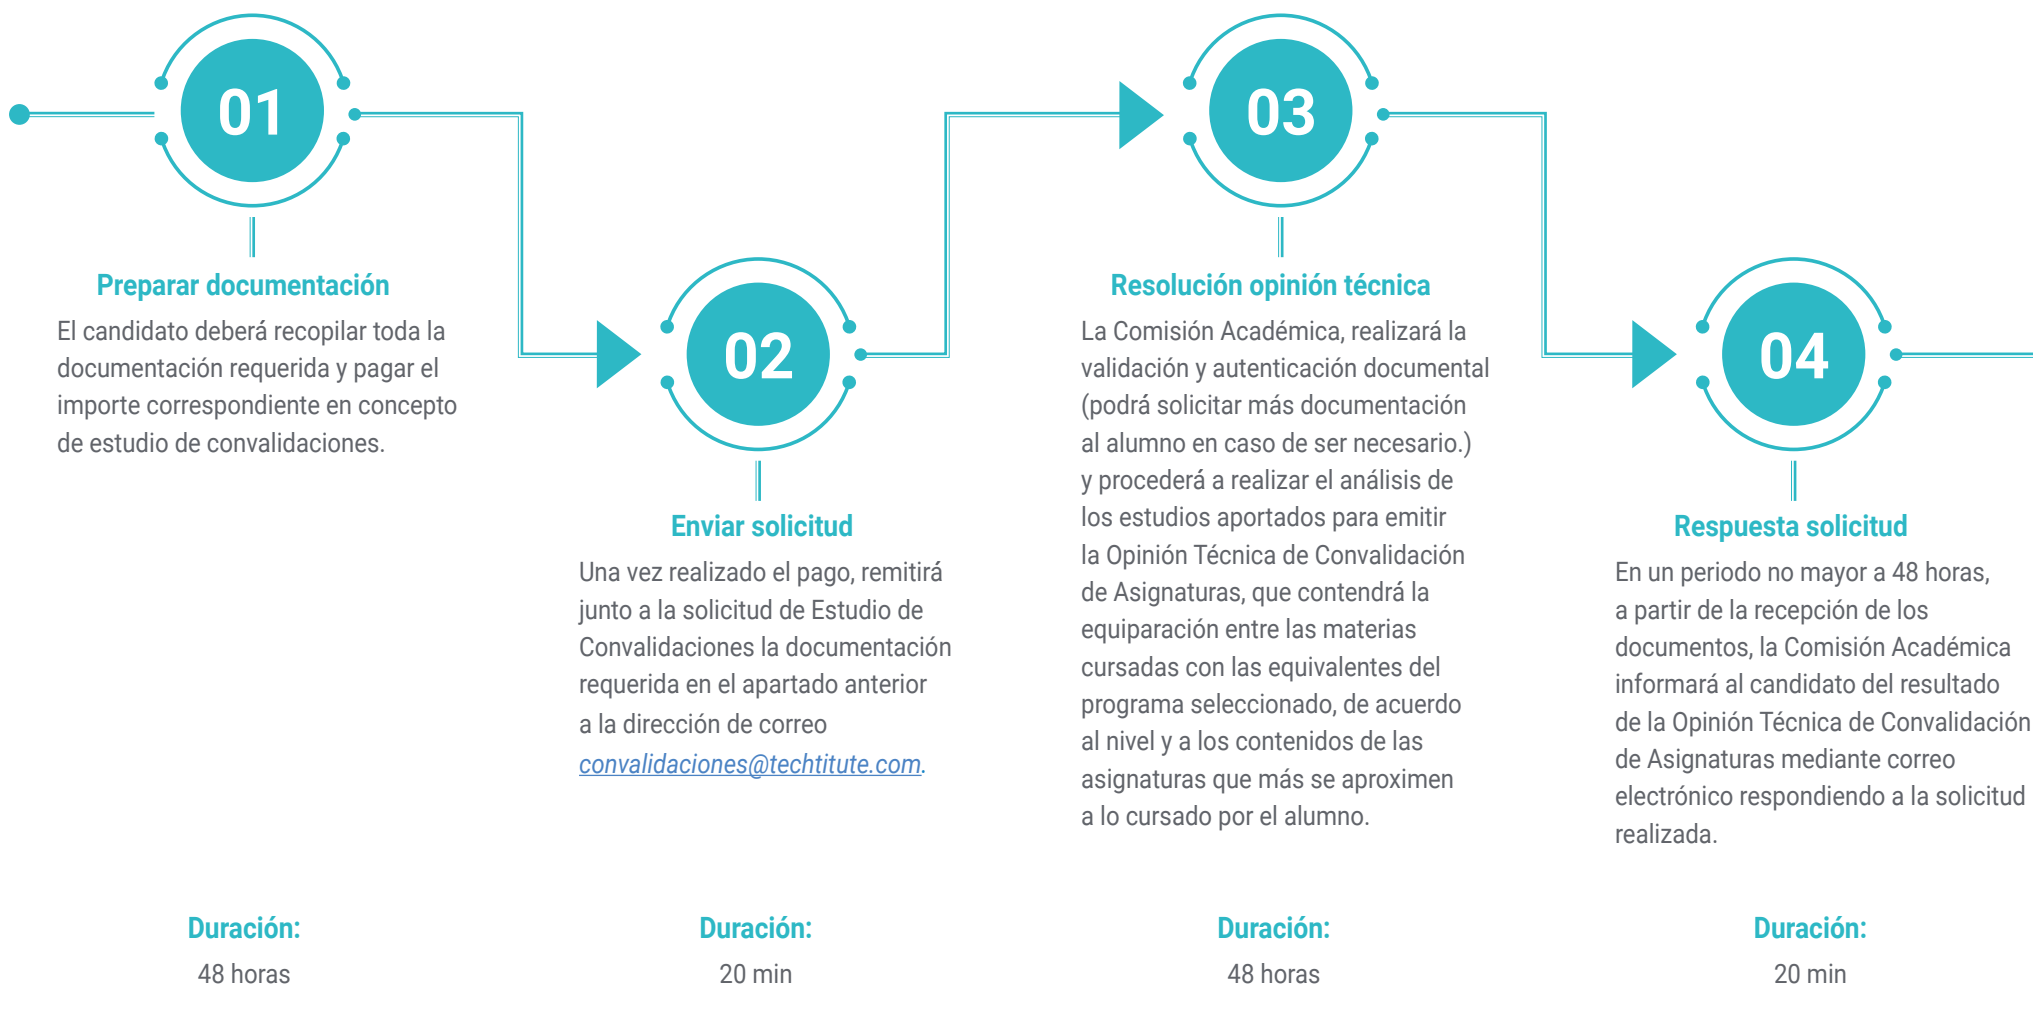 01
Preparar documentación
El candidato deberá recopilar toda la
documentación requerida y pagar el
importe correspondiente en concepto
de estudio de convalidaciones.
Duración:
48 horas
02
Enviar solicitud
Una vez realizado el pago, remitirá
junto a la solicitud de Estudio de
Convalidaciones la documentación
requerida en el apartado anterior
a la dirección de correo
convalidaciones@techtitute.com.
Duración:
20 min
03
Resolución opinión técnica
La Comisión Académica, realizará la
validación y autenticación documental
(podrá solicitar más documentación
al alumno en caso de ser necesario.)
y procederá a realizar el análisis de
los estudios aportados para emitir
la Opinión Técnica de Convalidación
de Asignaturas, que contendrá la
equiparación entre las materias
cursadas con las equivalentes del
programa seleccionado, de acuerdo
al nivel y a los contenidos de las
asignaturas que más se aproximen
a lo cursado por el alumno.
Duración:
48 horas
04
Respuesta solicitud
En un periodo no mayor a 48 horas,
a partir de la recepción de los
documentos, la Comisión Académica
informará al candidato del resultado
de la Opinión Técnica de Convalidación
de Asignaturas mediante correo
electrónico respondiendo a la solicitud
realizada.
Duración:
20 min